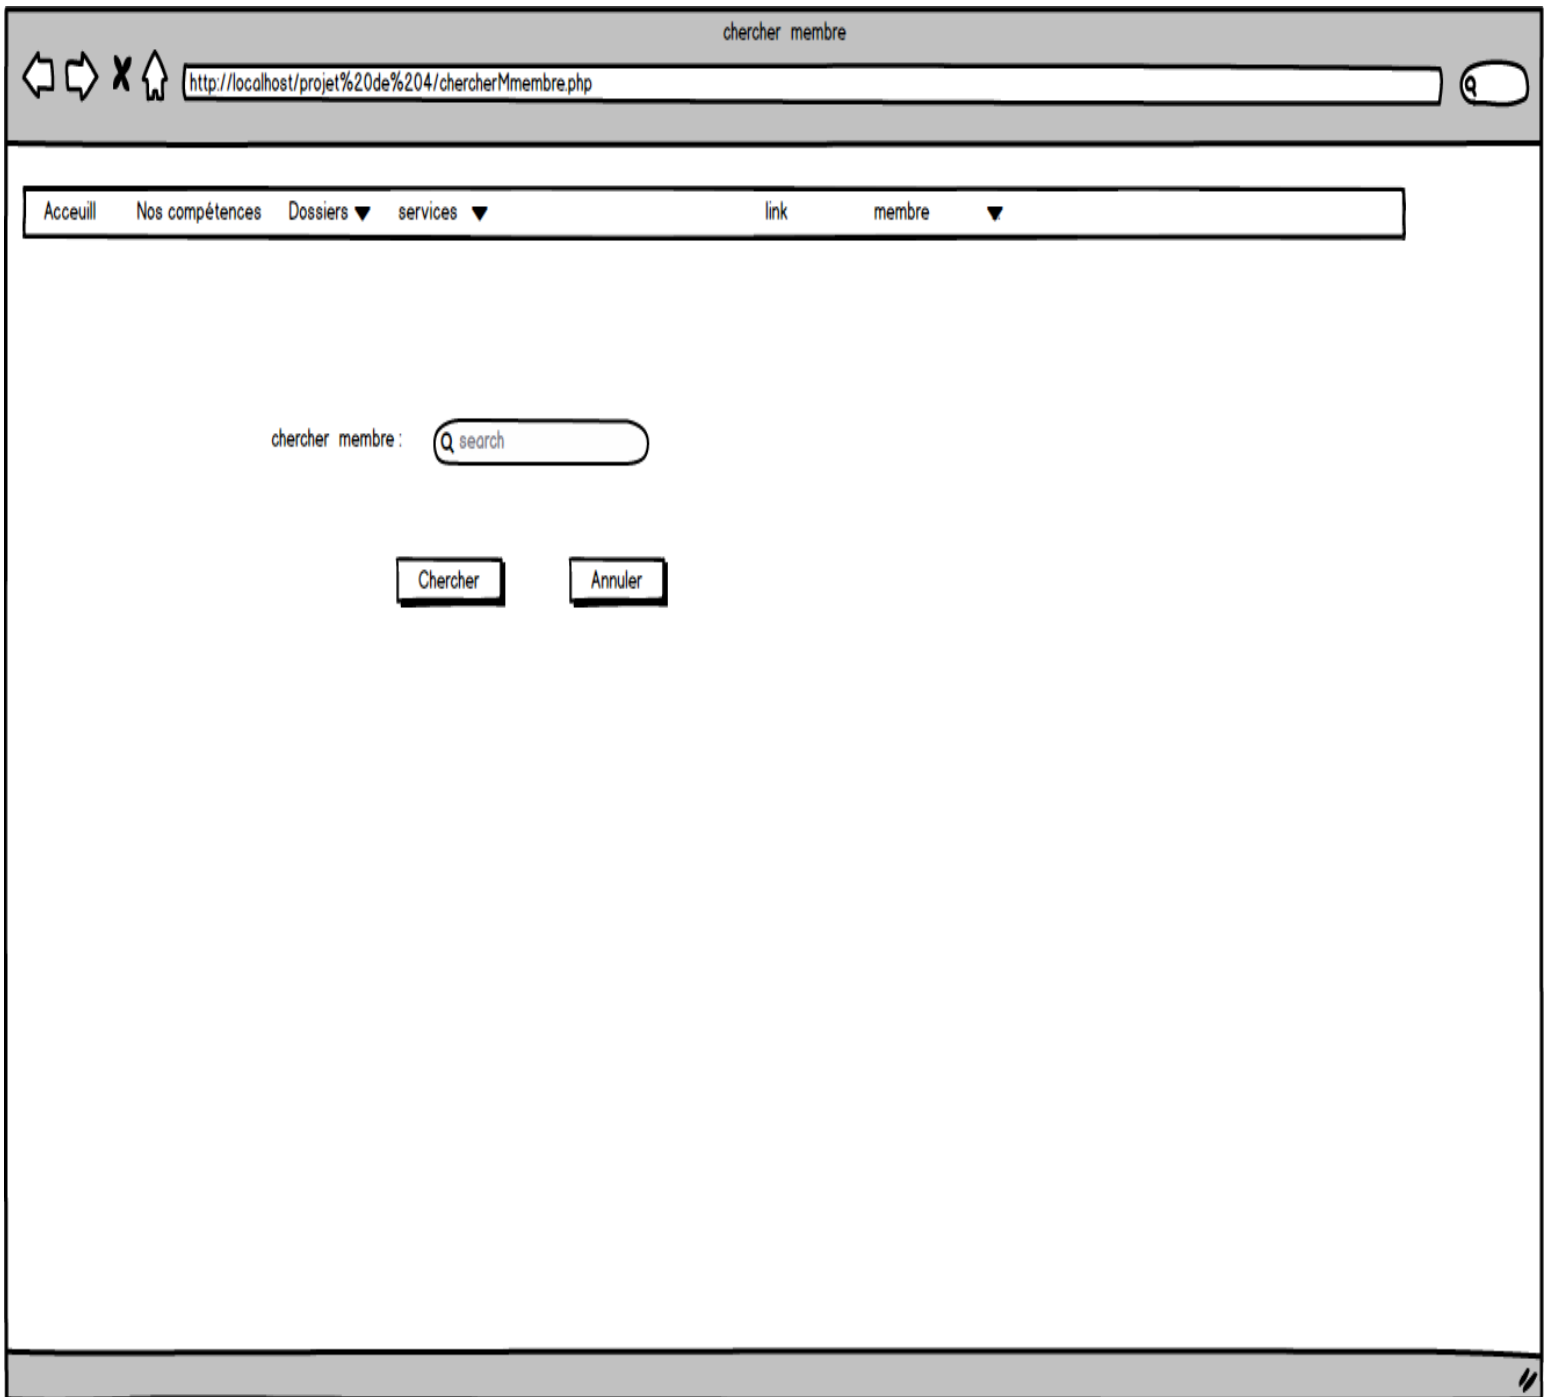 chercher membre
http://localhost/projet%20de%204/chercherMmembre.php
Acceuill Nos compétences Dossiers services link membre
chercher membre : search
Chercher Annuler